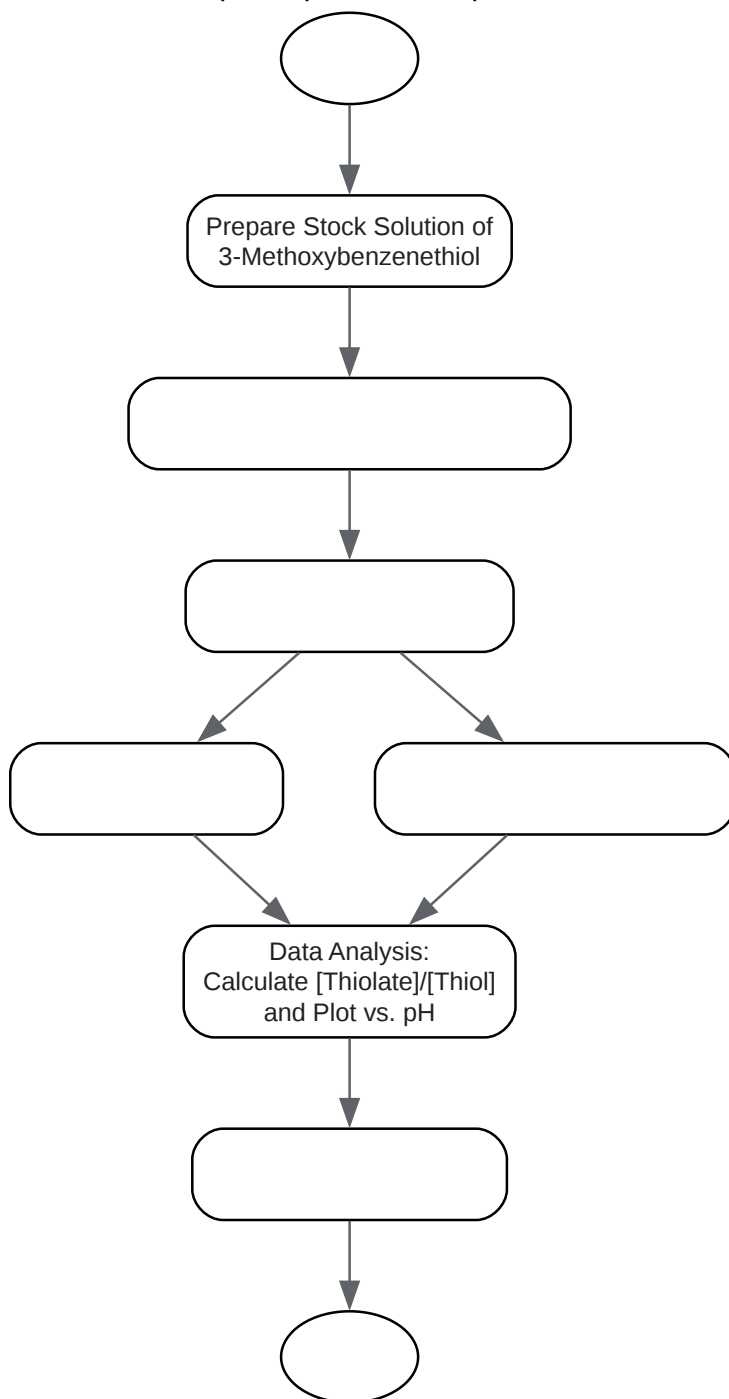 Prepare Stock Solution of
3-Methoxybenzenethiol
Data Analysis:
Calculate [Thiolate]/[Thiol]
and Plot vs. pH